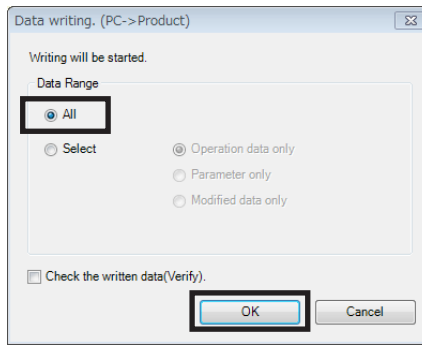 Data writing. (PC->Product)
Writing will be started.
Data Range
All
Select
Operation data only
Parameter only
Modified data only
Check the written data(Verify).
OK
Cancel